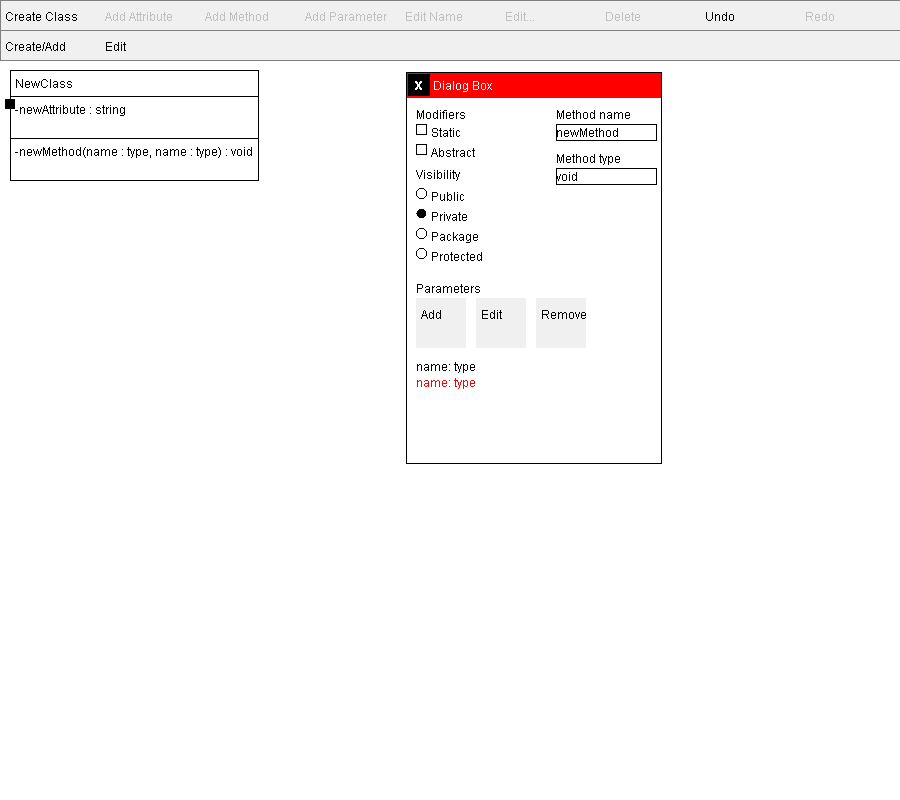 Create Class Add Attribute Add Method Add Parameter Edit Name Edit... Delete Undo Redo
Create/Add Edit
NewClass
-newAttribute : string
-newMethod(name : type, name : type) : void
X Dialog Box
Modifiers
Static
Abstract
Visibility
Public
Private
Package
Protected
Method name
newMethod
Method type
void
Parameters
Add Edit Remove
name: type
name: type